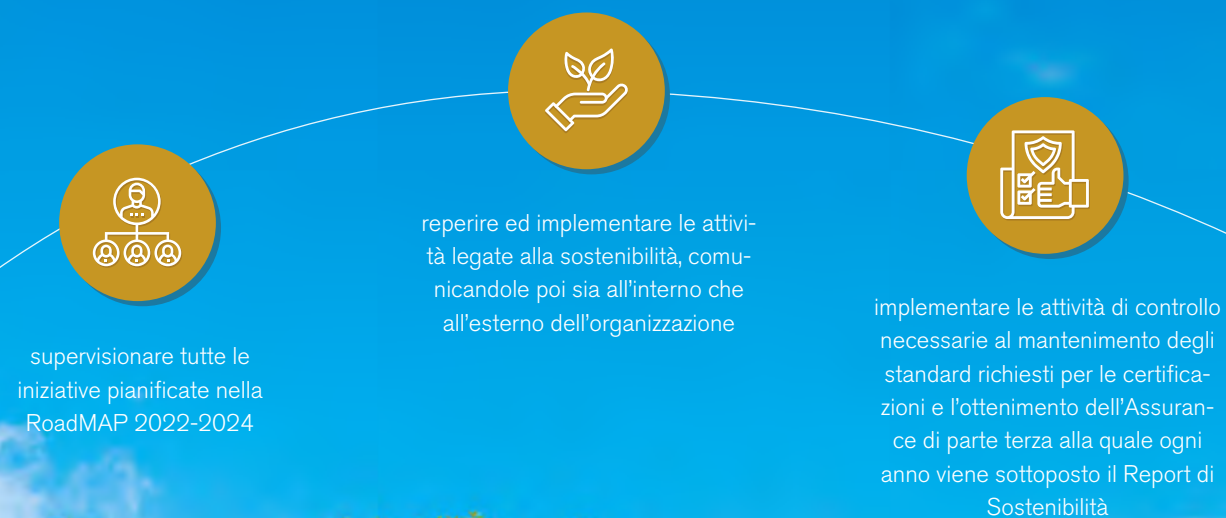 supervisionare tutte le
iniziative pianificate nella
RoadMAP 2022-2024
reperire ed implementare le attivi-
tà legate alla sostenibilità, comu-
nicandole poi sia all'interno che
all'esterno dell'organizzazione
implementare le attività di controllo
necessarie al mantenimento degli
standard richiesti per le certifica-
zioni e l'ottenimento dell'Assuran-
ce di parte terza alla quale ogni
anno viene sottoposto il Report di
Sostenibilità